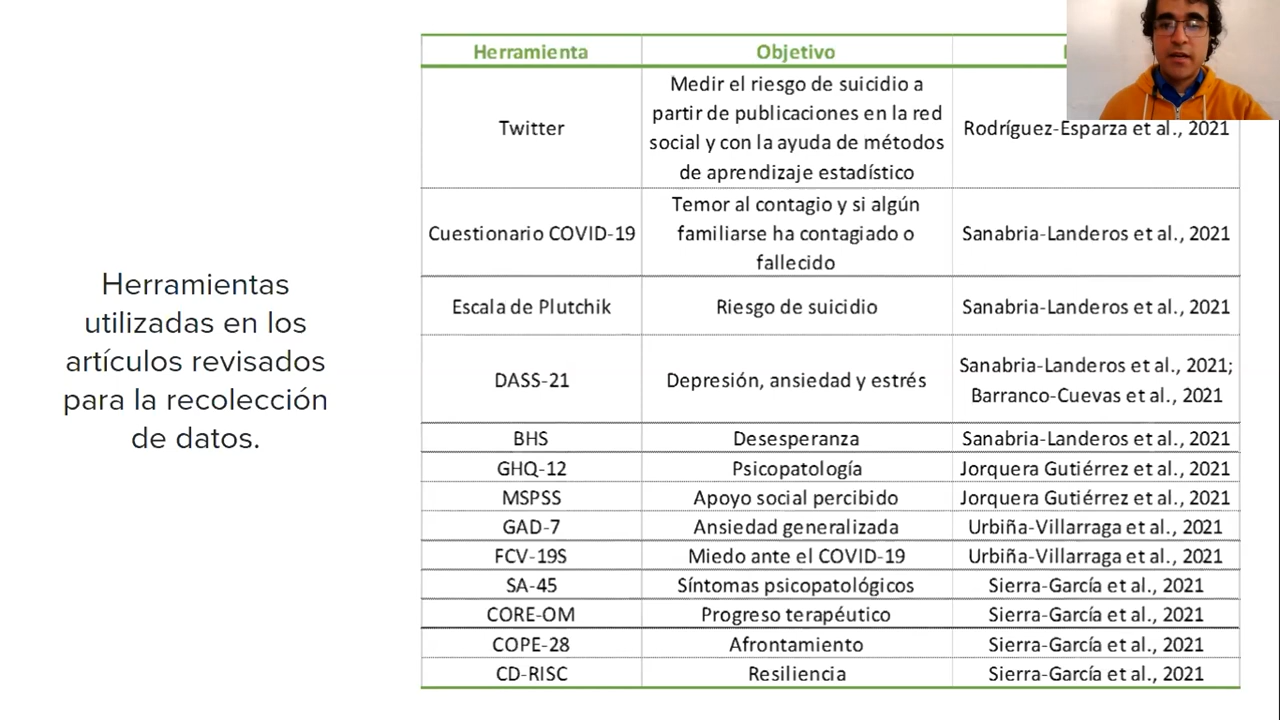 Herramientas
utilizadas en los
artículos revisados
para la recolección
de datos.
Herramienta Objetivo
Twitter
Medir el riesgo de suicidio a
partir de publicaciones en la red
social y con la ayuda de métodos
de aprendizaje estadístico
Rodríguez-Esparza et al., 2021
Cuestionario COVID-19
Temor al contagio y si algún
familiarse ha contagiado o
fallecido
Sanabria-Landeros et al., 2021
Escala de Plutchik Riesgo de suicidio Sanabria-Landeros et al., 2021
DASS-21 Depresión, ansiedad y estrés
Sanabria-Landeros et al., 2021;
Barranco-Cuevas et al., 2021
BHS Desesperanza Sanabria-Landeros et al., 2021
GHQ-12 Psicopatología Jorquera Gutiérrez et al., 2021
MSPSS Apoyo social percibido Jorquera Gutiérrez et al., 2021
GAD-7 Ansiedad generalizada Urbiña-Villarraga et al., 2021
FCV-19S Miedo ante el COVID-19 Urbiña-Villarraga et al., 2021
SA-45 Síntomas psicopatológicos Sierra-García et al., 2021
CORE-OM Progreso terapéutico Sierra-García et al., 2021
COPE-28 Afrontamiento Sierra-García et al., 2021
CD-RISC Resiliencia Sierra-García et al., 2021